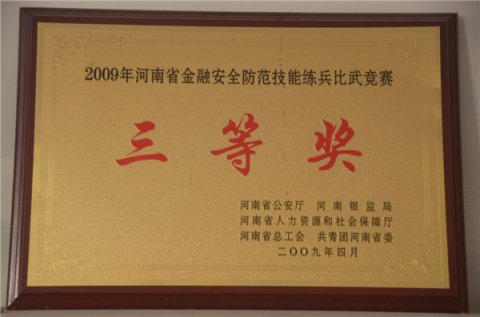 2009年河南省金融安全防范技能练兵比武竞赛
三等奖
河南省公安厅 河南银监局
河南省人力资源和社会保障厅
河南省总工会 共青团河南省委
二〇〇九年四月